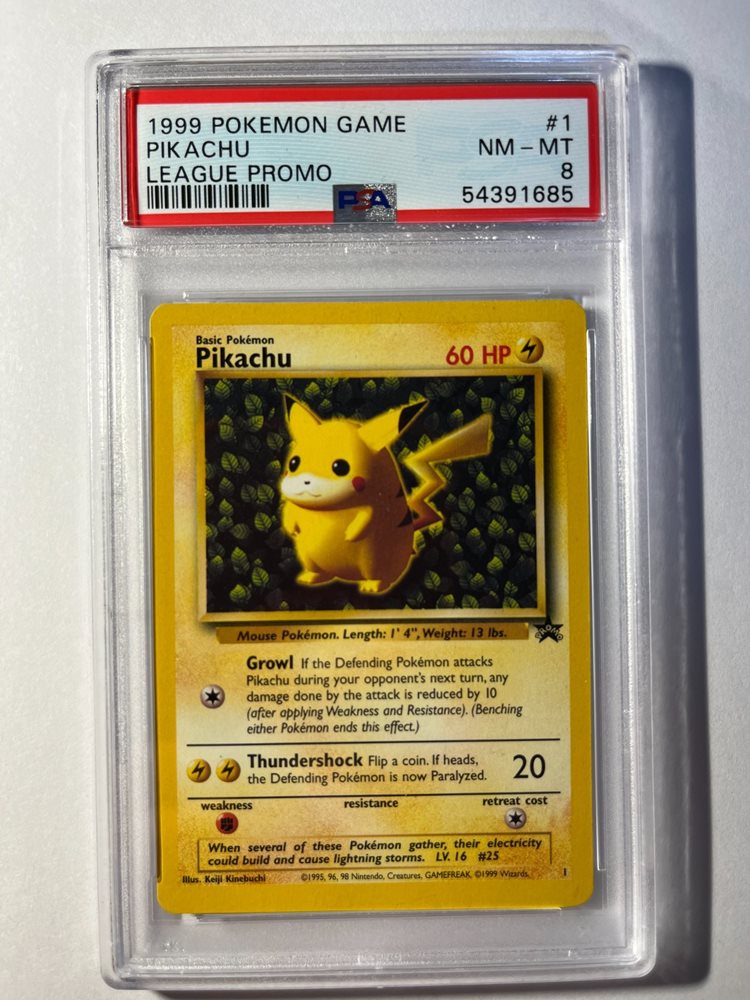 1999 POKEMON GAME #1
PIKACHU NM - MT
LEAGUE PROMO 8
PSA 54391685
Basic Pokémon
Pikachu 60 HP
Mouse Pokémon. Length: 1' 4", Weight: 13 lbs.
PROMO
Growl If the Defending Pokémon attacks
Pikachu during your opponent's next turn, any
damage done by the attack is reduced by 10
(after applying Weakness and Resistance). (Benching
either Pokémon ends this effect.)
Thundershock Flip a coin. If heads, 20
the Defending Pokémon is now Paralyzed.
weakness resistance retreat cost
When several of these Pokémon gather, their electricity
could build and cause lightning storms. LV. 16 #25
Illus. Keiji Kinebuchi ©1995, 96, 98 Nintendo, Creatures, GAMEFREAK. ©1999 Wizards. 1